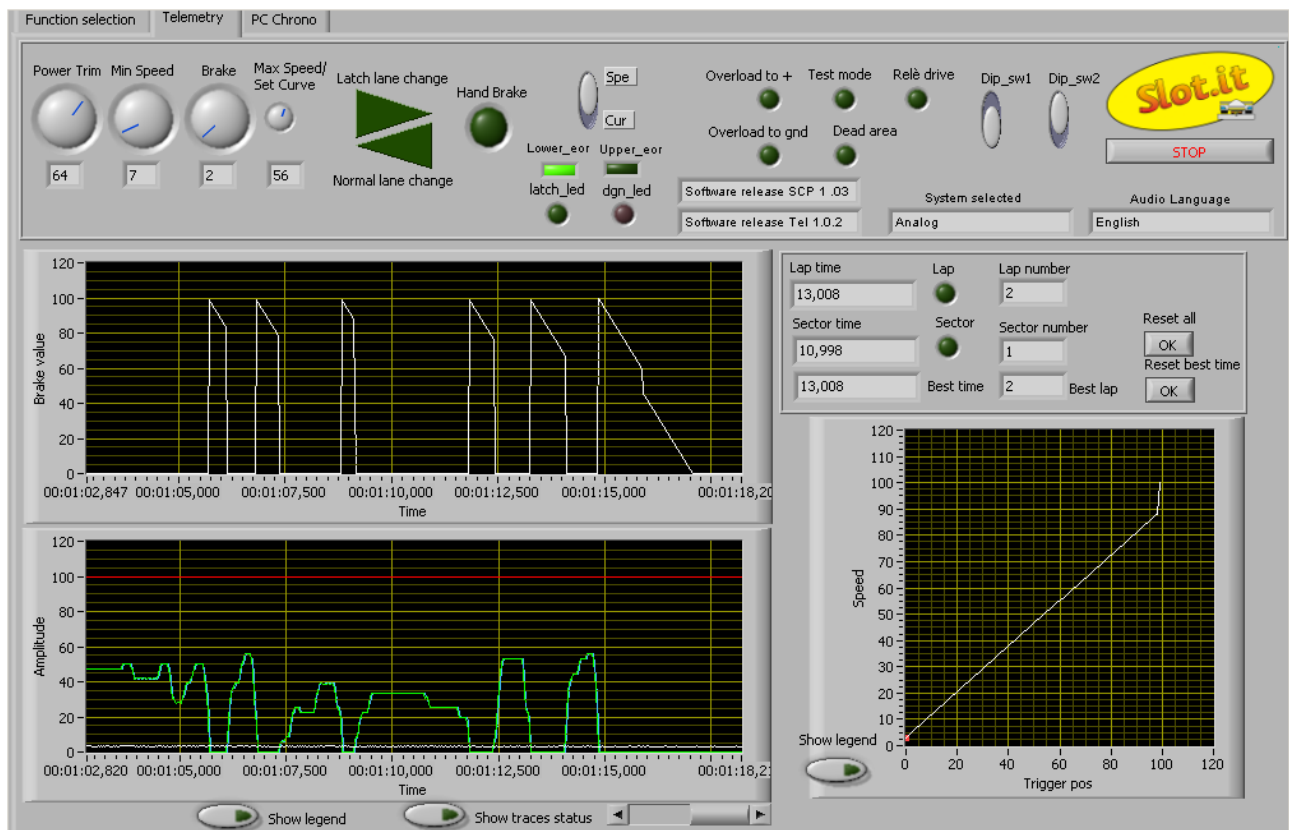 Function selection Telemetry PC Chrono
Power Trim Min Speed Brake Max Speed/
Set Curve
Latch lane change
Normal lane change
Hand Brake
64 7 2 56
Spe
Cur
Lower_eor Upper_eor
latch_led dgn_led
Overload to + Test mode Relè drive Dip_sw1 Dip_sw2
Overload to gnd Dead area
Software release SCP 1 .03
Software release Tel 1.0.2
System selected
Analog
Slot.it
STOP
Audio Language
English
Brake value
120
100
80
60
40
20
0
00:01:02,847 00:01:05,000 00:01:07,500 00:01:10,000 00:01:12,500 00:01:15,000 00:01:18,20
Time
Lap time Lap Lap number
13,008 2
Sector time Sector Sector number
10,998 1
13,008 Best time 2 Best lap
Reset all
OK
Reset best time
OK
Amplitude
120
100
80
60
40
20
0
00:01:02,820 00:01:05,000 00:01:07,500 00:01:10,000 00:01:12,500 00:01:15,000 00:01:18,21
Time
Show legend Show traces status
Speed
120
110
100
90
80
70
60
50
40
30
20
10
0
0 20 40 60 80 100 120
Trigger pos
Show legend